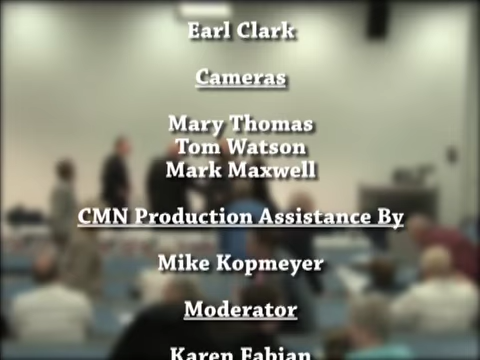 Earl Clark
Cameras
Mary Thomas
Tom Watson
Mark Maxwell
CMN Production Assistance By
Mike Kopmeyer
Moderator
Karen Fabian